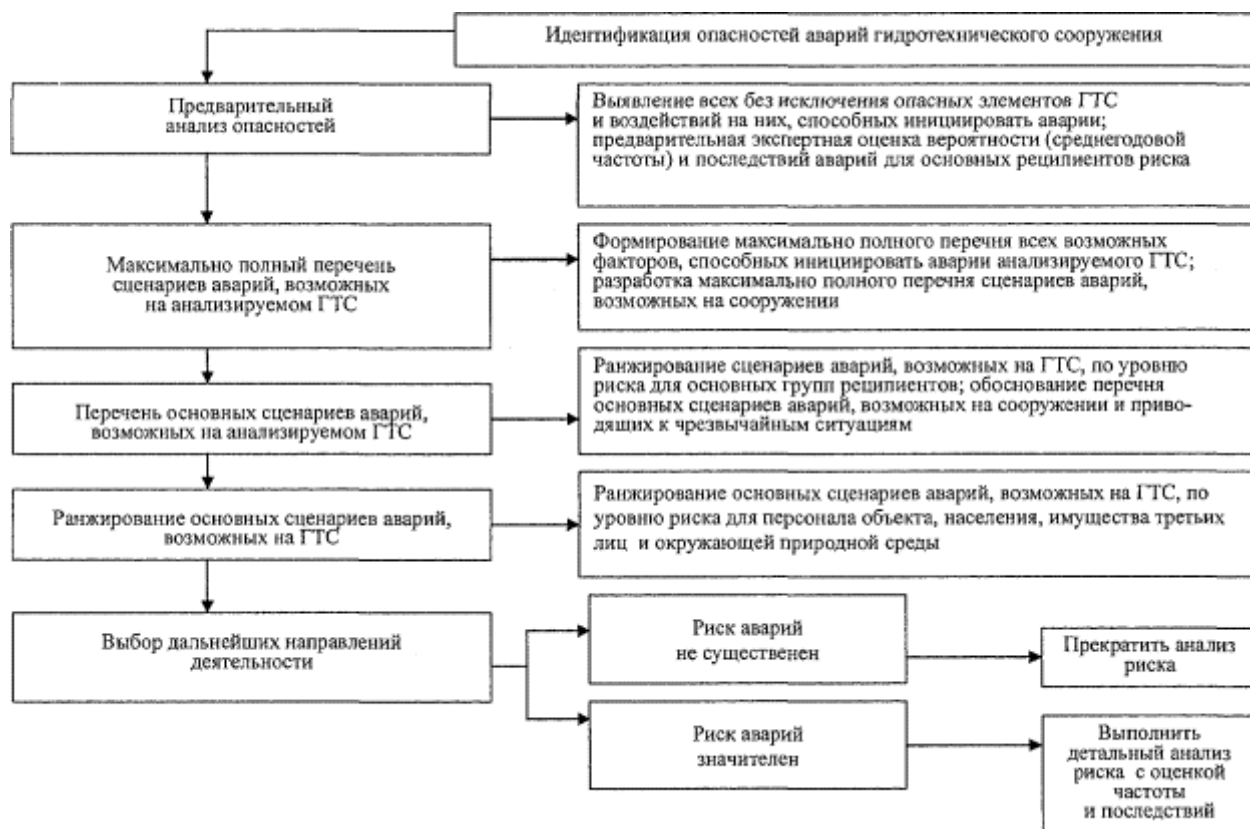 Идентификация опасностей аварий гидротехнического сооружения
Предварительный
анализ опасностей
Выявление всех без исключения опасных элементов ГТС
и воздействий на них, способных инициировать аварии;
предварительная экспертная оценка вероятности (среднегодовой
частоты) и последствий аварий для основных реципиентов риска
Максимально полный перечень
сценариев аварий, возможных
на анализируемом ГТС
Формирование максимально полного перечня всех возможных
факторов, способных инициировать аварии анализируемого ГТС;
разработка максимально полного перечня сценариев аварий,
возможных на сооружении
Перечень основных сценариев аварий,
возможных на анализируемом ГТС
Ранжирование сценариев аварий, возможных на ГТС, по уровню
риска для основных групп реципиентов; обоснование перечня
основных сценариев аварий, возможных на сооружении и приво-
дящих к чрезвычайным ситуациям
Ранжирование основных сценариев аварий,
возможных на ГТС
Ранжирование основных сценариев аварий, возможных на ГТС, по
уровню риска для персонала объекта, населения, имущества третьих
лиц и окружающей природной среды
Выбор дальнейших направлений
деятельности
Риск аварий
не существенен
Прекратить анализ
риска
Риск аварий
значителен
Выполнить
детальный анализ
риска с оценкой
частоты
и последствий